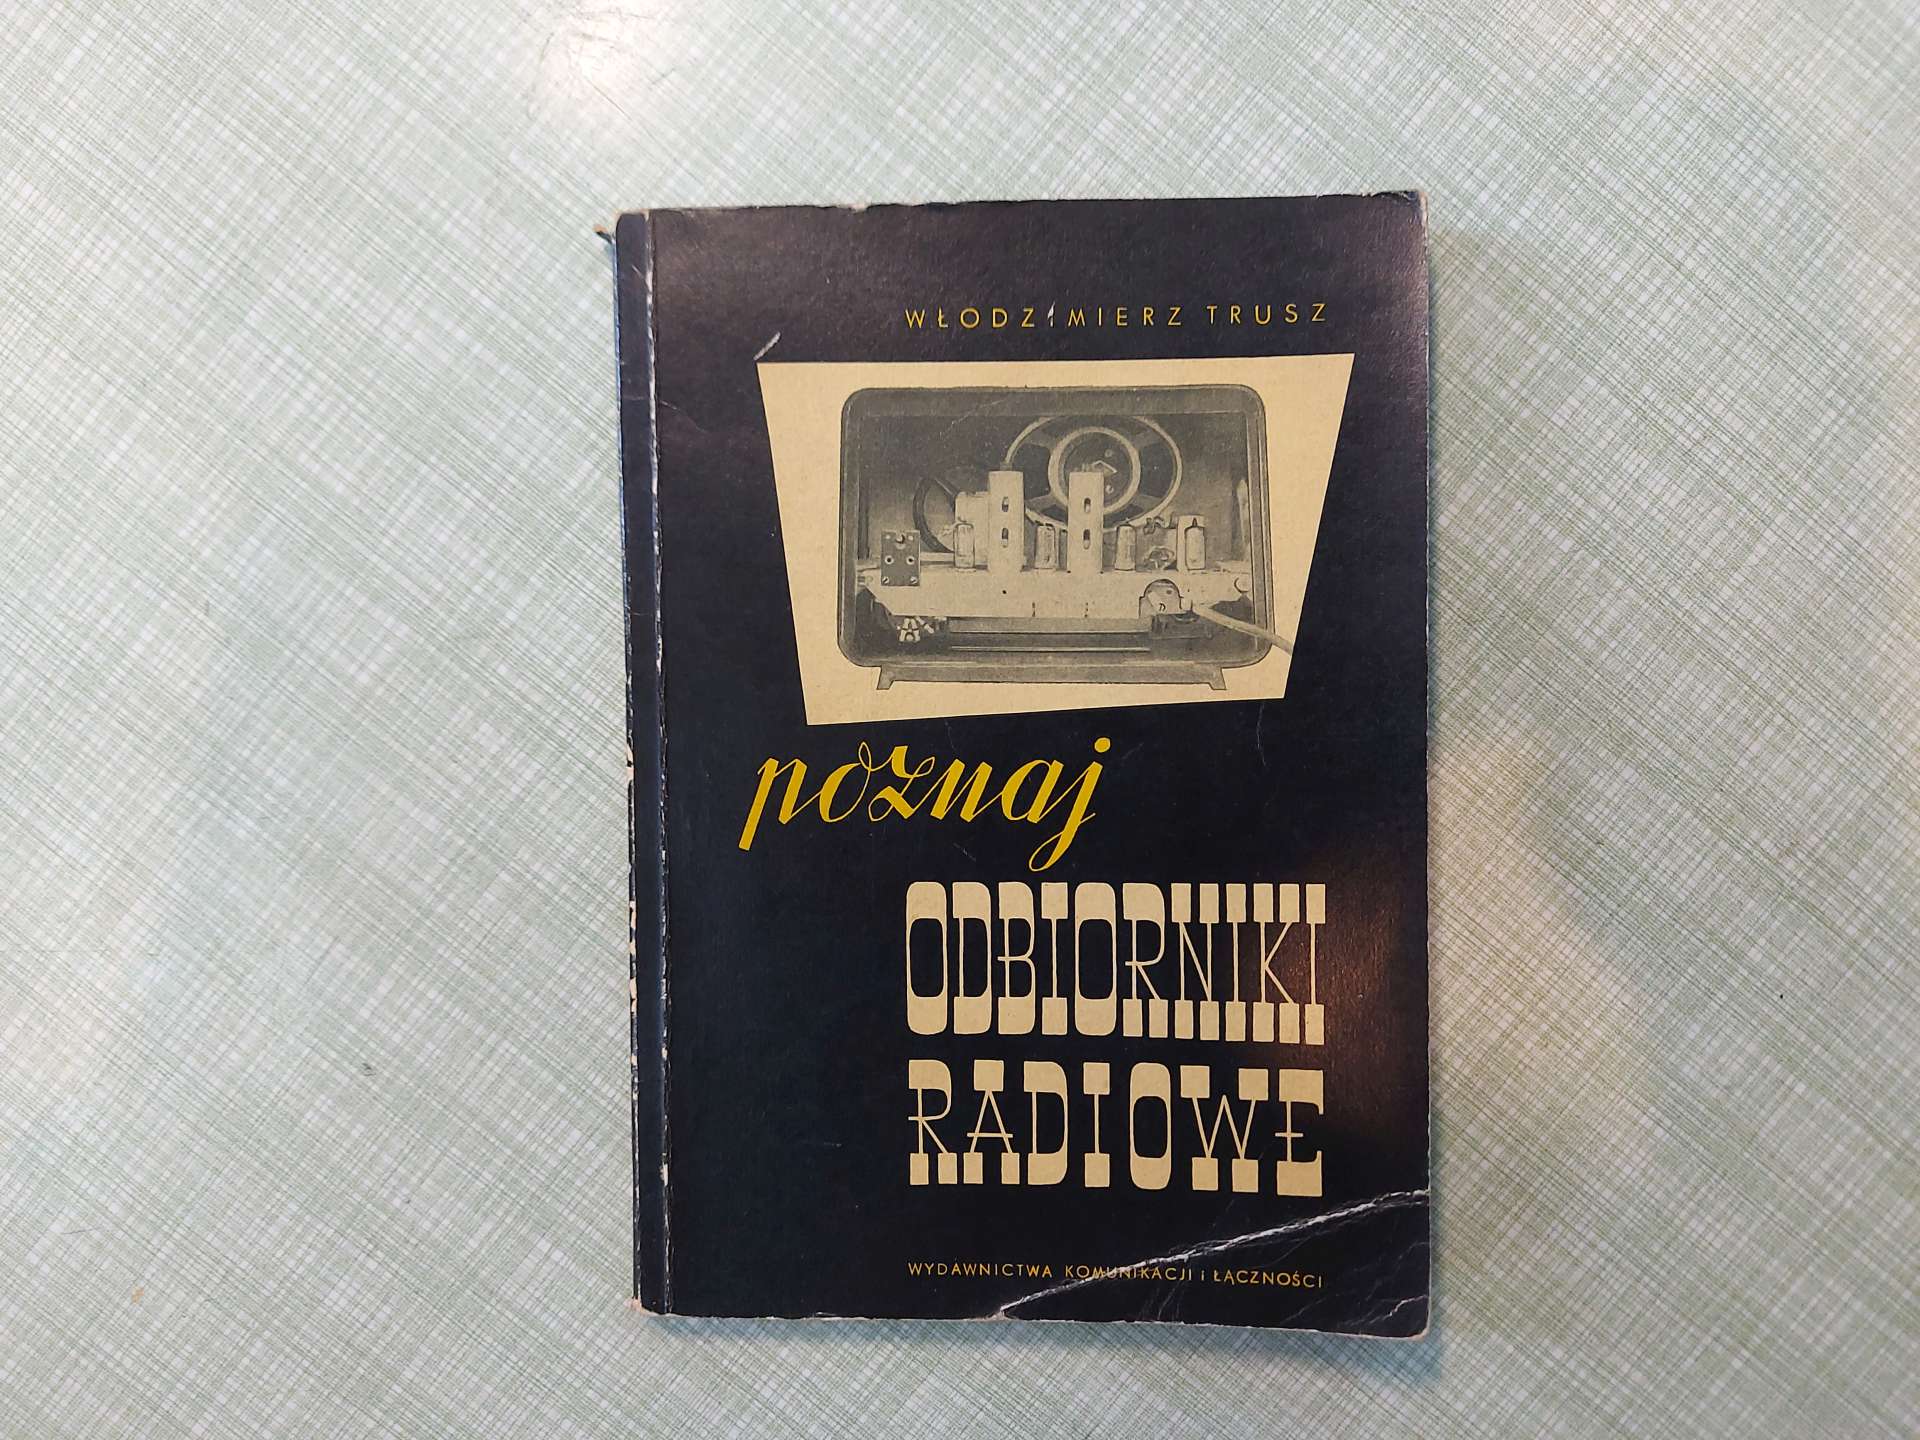 WŁODZIMIERZ TRUSZ
poznaj
ODBIORNIKI
RADIOWE
WYDAWNICTWA KOMUNIKACJI i ŁĄCZNOŚCI